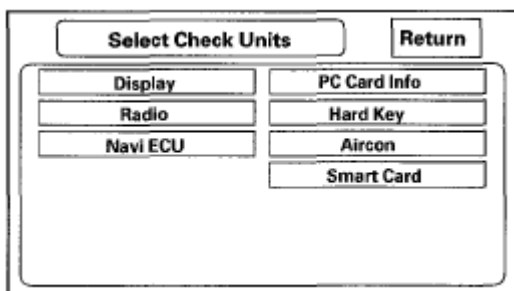 Select Check Units
Return
Display
PC Card Info
Radio
Hard Key
Navi ECU
Aircon
Smart Card